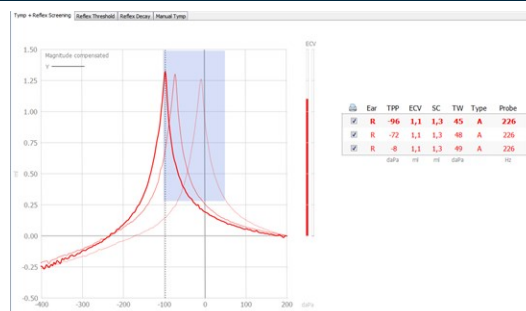 Tymp + Reflex Screening Reflex Threshold Reflex Decay Manual Tymp
ECV
1.50
Magnitude compensated
Y
1.25
1.00
0.75
0.50
0.25
0.00
-0.25
-0.50
-400 -300 -200 -100 0 100 200 daPa
Ear TPP ECV SC TW Type Probe
R -96 1,1 1,3 45 A 226
R -72 1,1 1,3 48 A 226
R -8 1,1 1,3 49 A 226
daPa ml ml daPa Hz